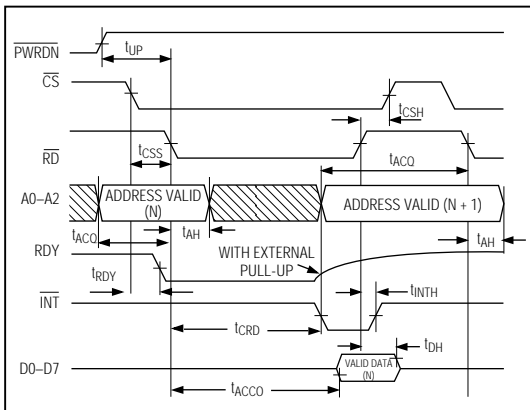 PWRDN
tUP
CS
tCSH
tCSS
RD
tACQ
A0–A2
ADDRESS VALID
(N)
ADDRESS VALID (N + 1)
tACQ
tAH
tAH
RDY
WITH EXTERNAL
PULL-UP
tRDY
tINTH
INT
tCRD
tDH
D0–D7
VALID DATA
(N)
tACCO